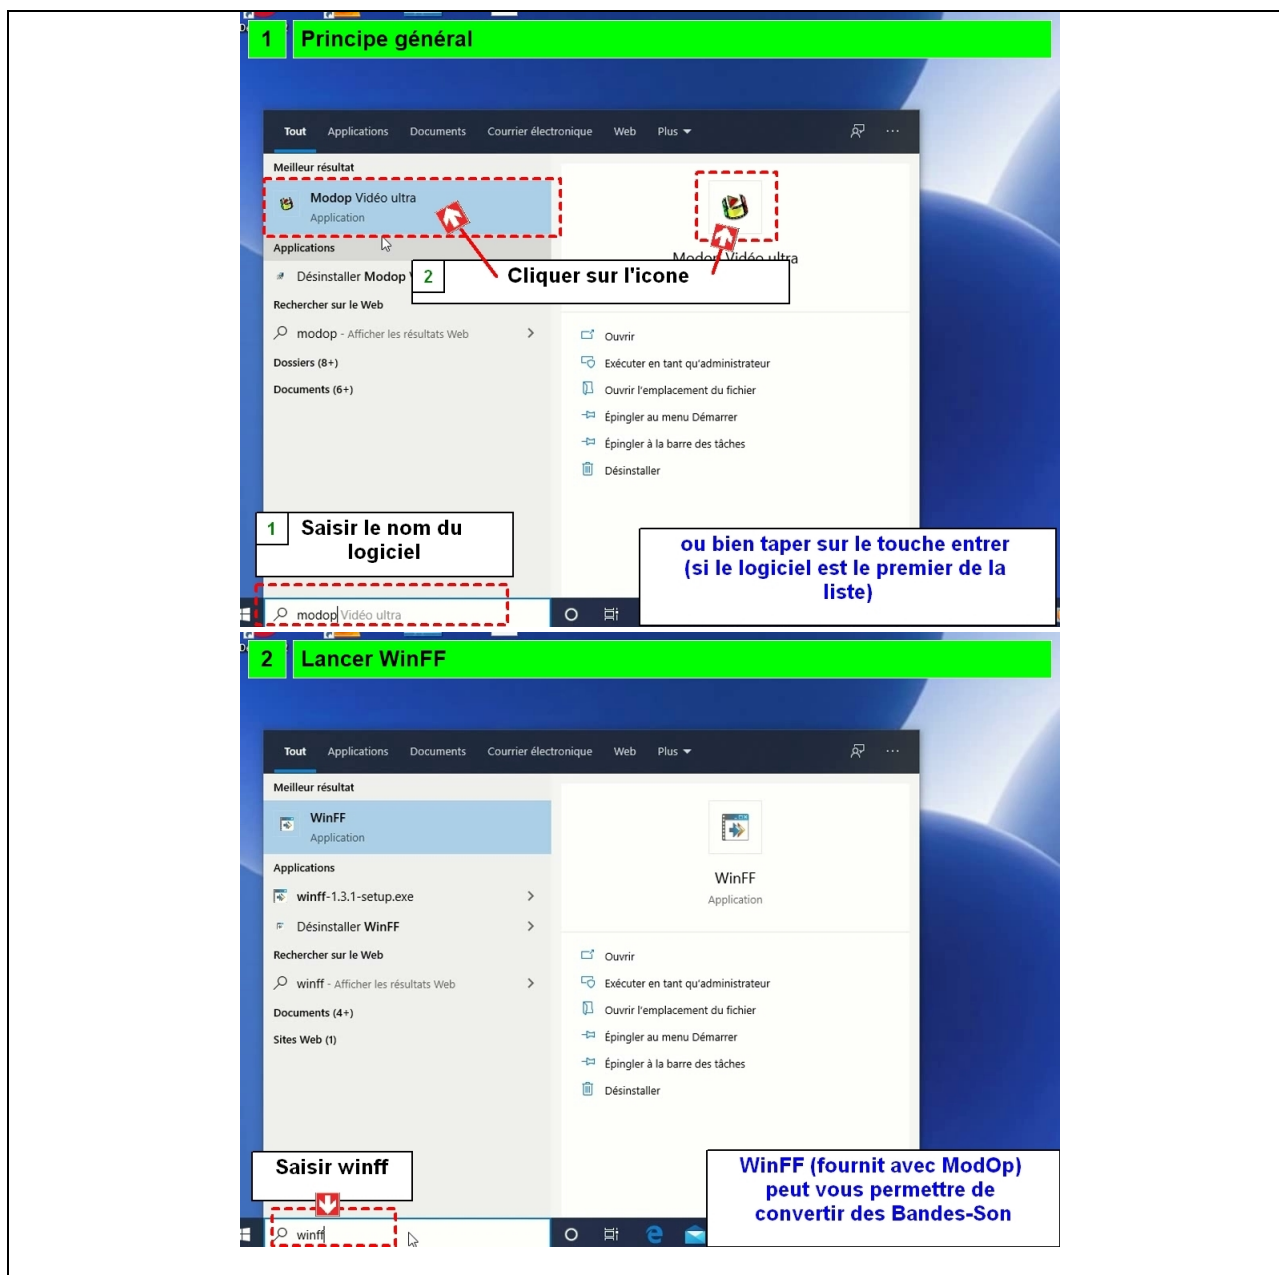 1 Principe général
Tout Applications Documents Courrier électronique Web Plus
Meilleur résultat
Modop Vidéo ultra
Application
Applications
Désinstaller Modop
Rechercher sur le Web
modop - Afficher les résultats Web
Dossiers (8+)
Documents (6+)
2 Cliquer sur l'icone
Modop Vidéo ultra
Ouvrir
Exécuter en tant qu'administrateur
Ouvrir l'emplacement du fichier
Épingler au menu Démarrer
Épingler à la barre des tâches
Désinstaller
1 Saisir le nom du
logiciel
ou bien taper sur le touche entrer
(si le logiciel est le premier de la
liste)
modop Vidéo ultra
2 Lancer WinFF
Tout Applications Documents Courrier électronique Web Plus
Meilleur résultat
WinFF
Application
Applications
winff-1.3.1-setup.exe
Désinstaller WinFF
Rechercher sur le Web
winff - Afficher les résultats Web
Documents (4+)
Sites Web (1)
WinFF
Application
Ouvrir
Exécuter en tant qu'administrateur
Ouvrir l'emplacement du fichier
Épingler au menu Démarrer
Épingler à la barre des tâches
Désinstaller
Saisir winff
WinFF (fournit avec ModOp)
peut vous permettre de
convertir des Bandes-Son
winff